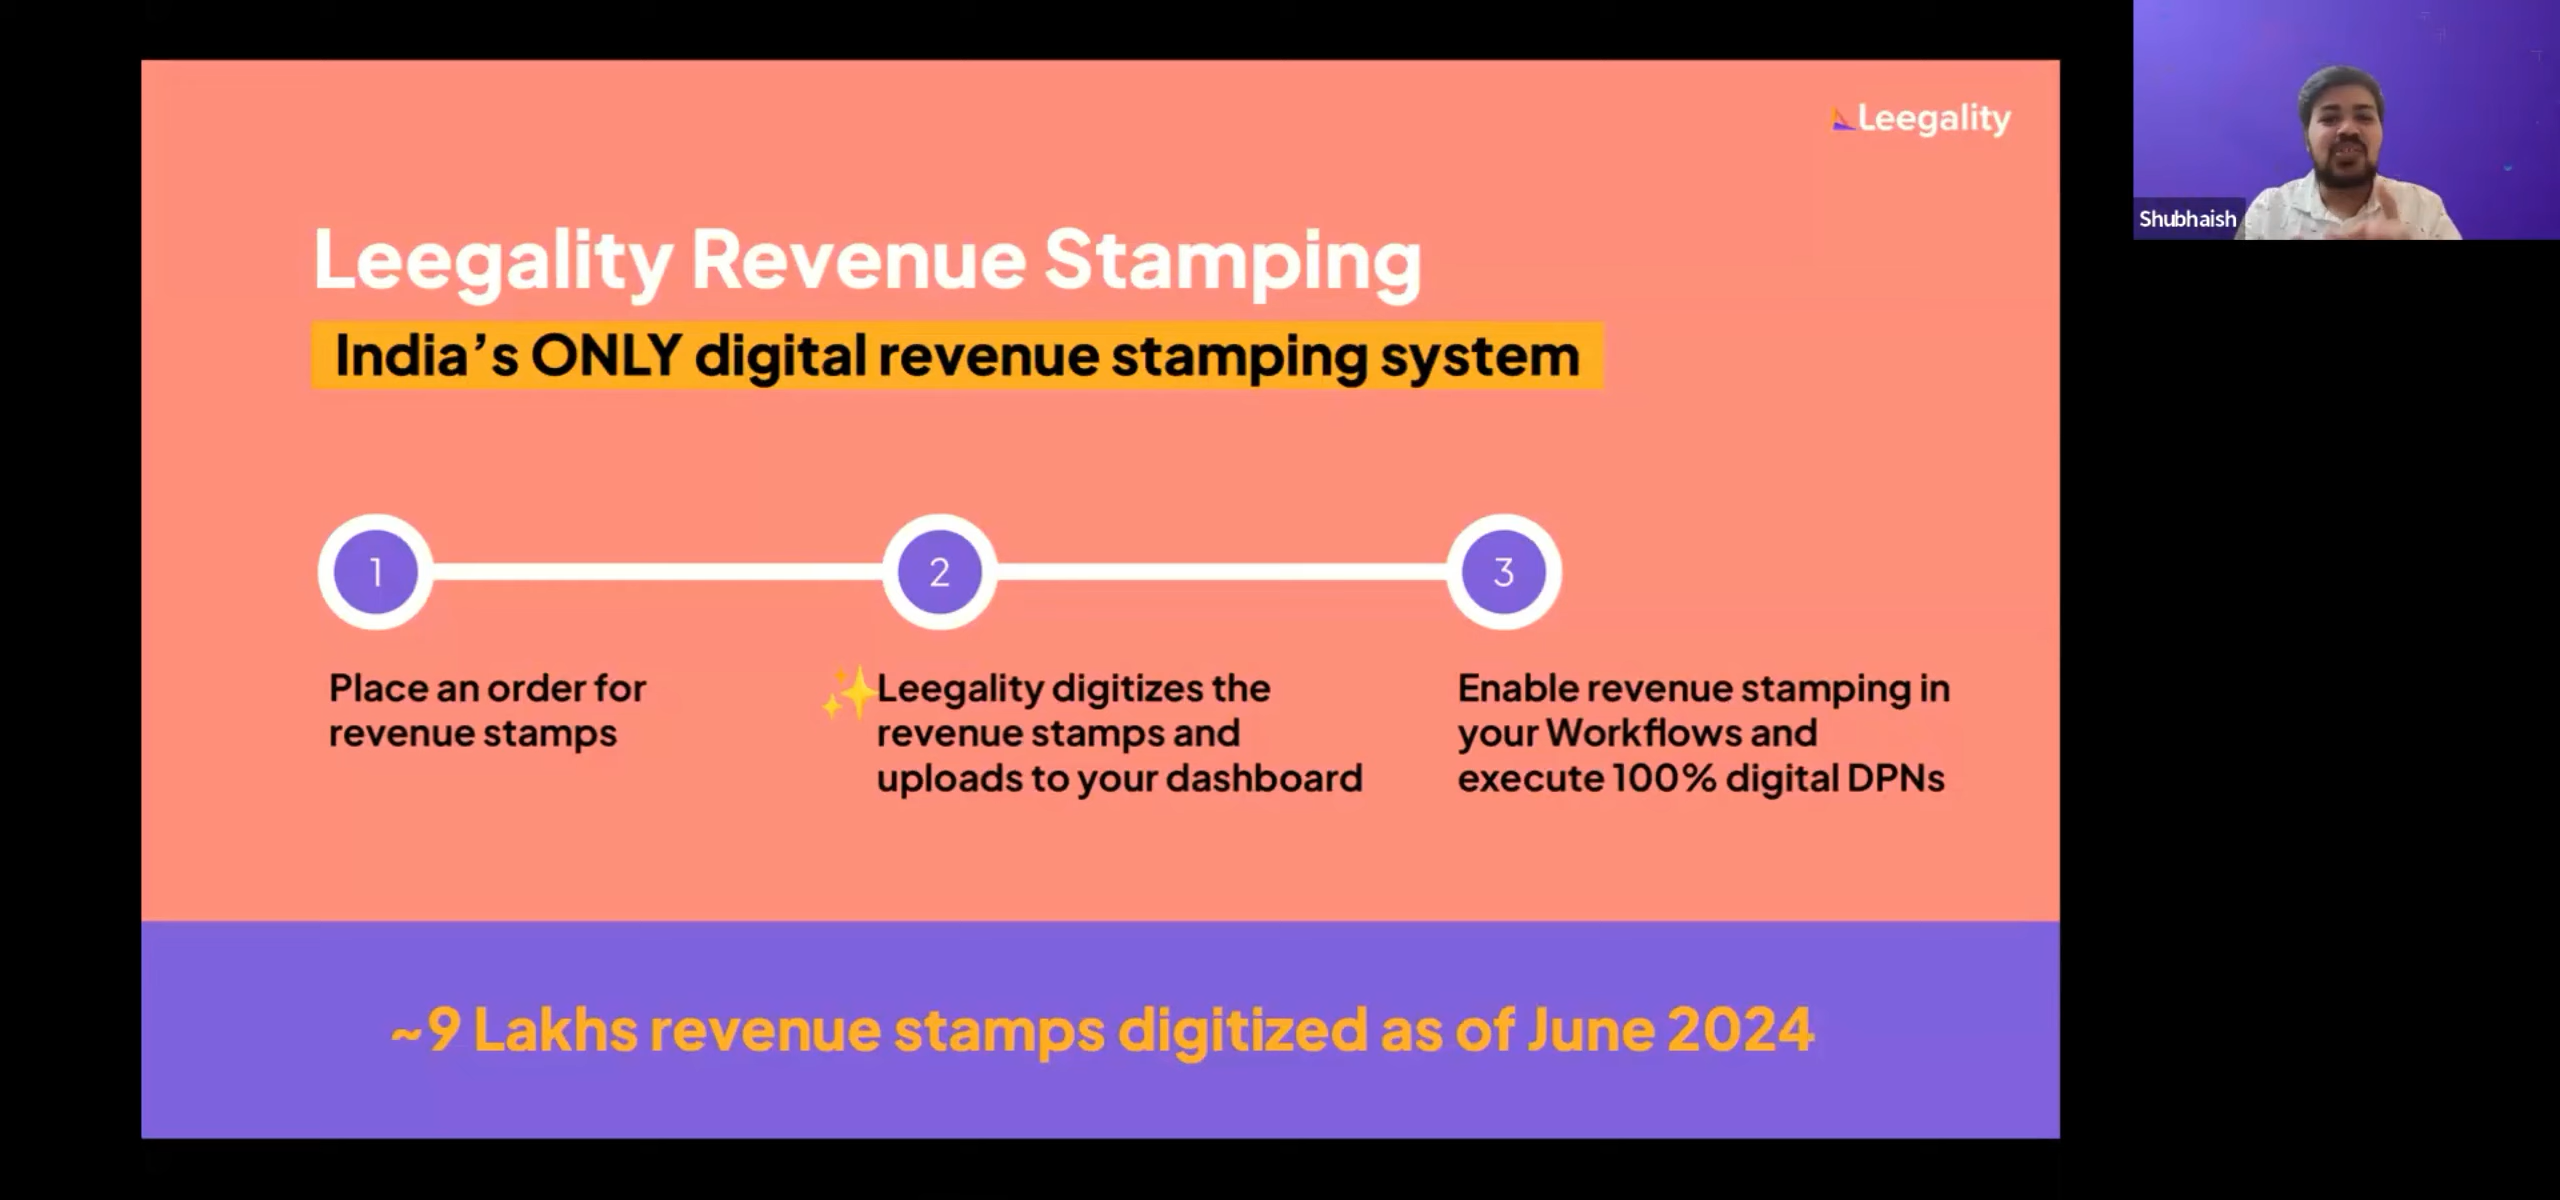 Leegality
Shubhaish
Leegality Revenue Stamping
India’s ONLY digital revenue stamping system
1
2
3
Place an order for
revenue stamps
Leegality digitizes the
revenue stamps and
uploads to your dashboard
Enable revenue stamping in
your Workflows and
execute 100% digital DPNs
~9 Lakhs revenue stamps digitized as of June 2024